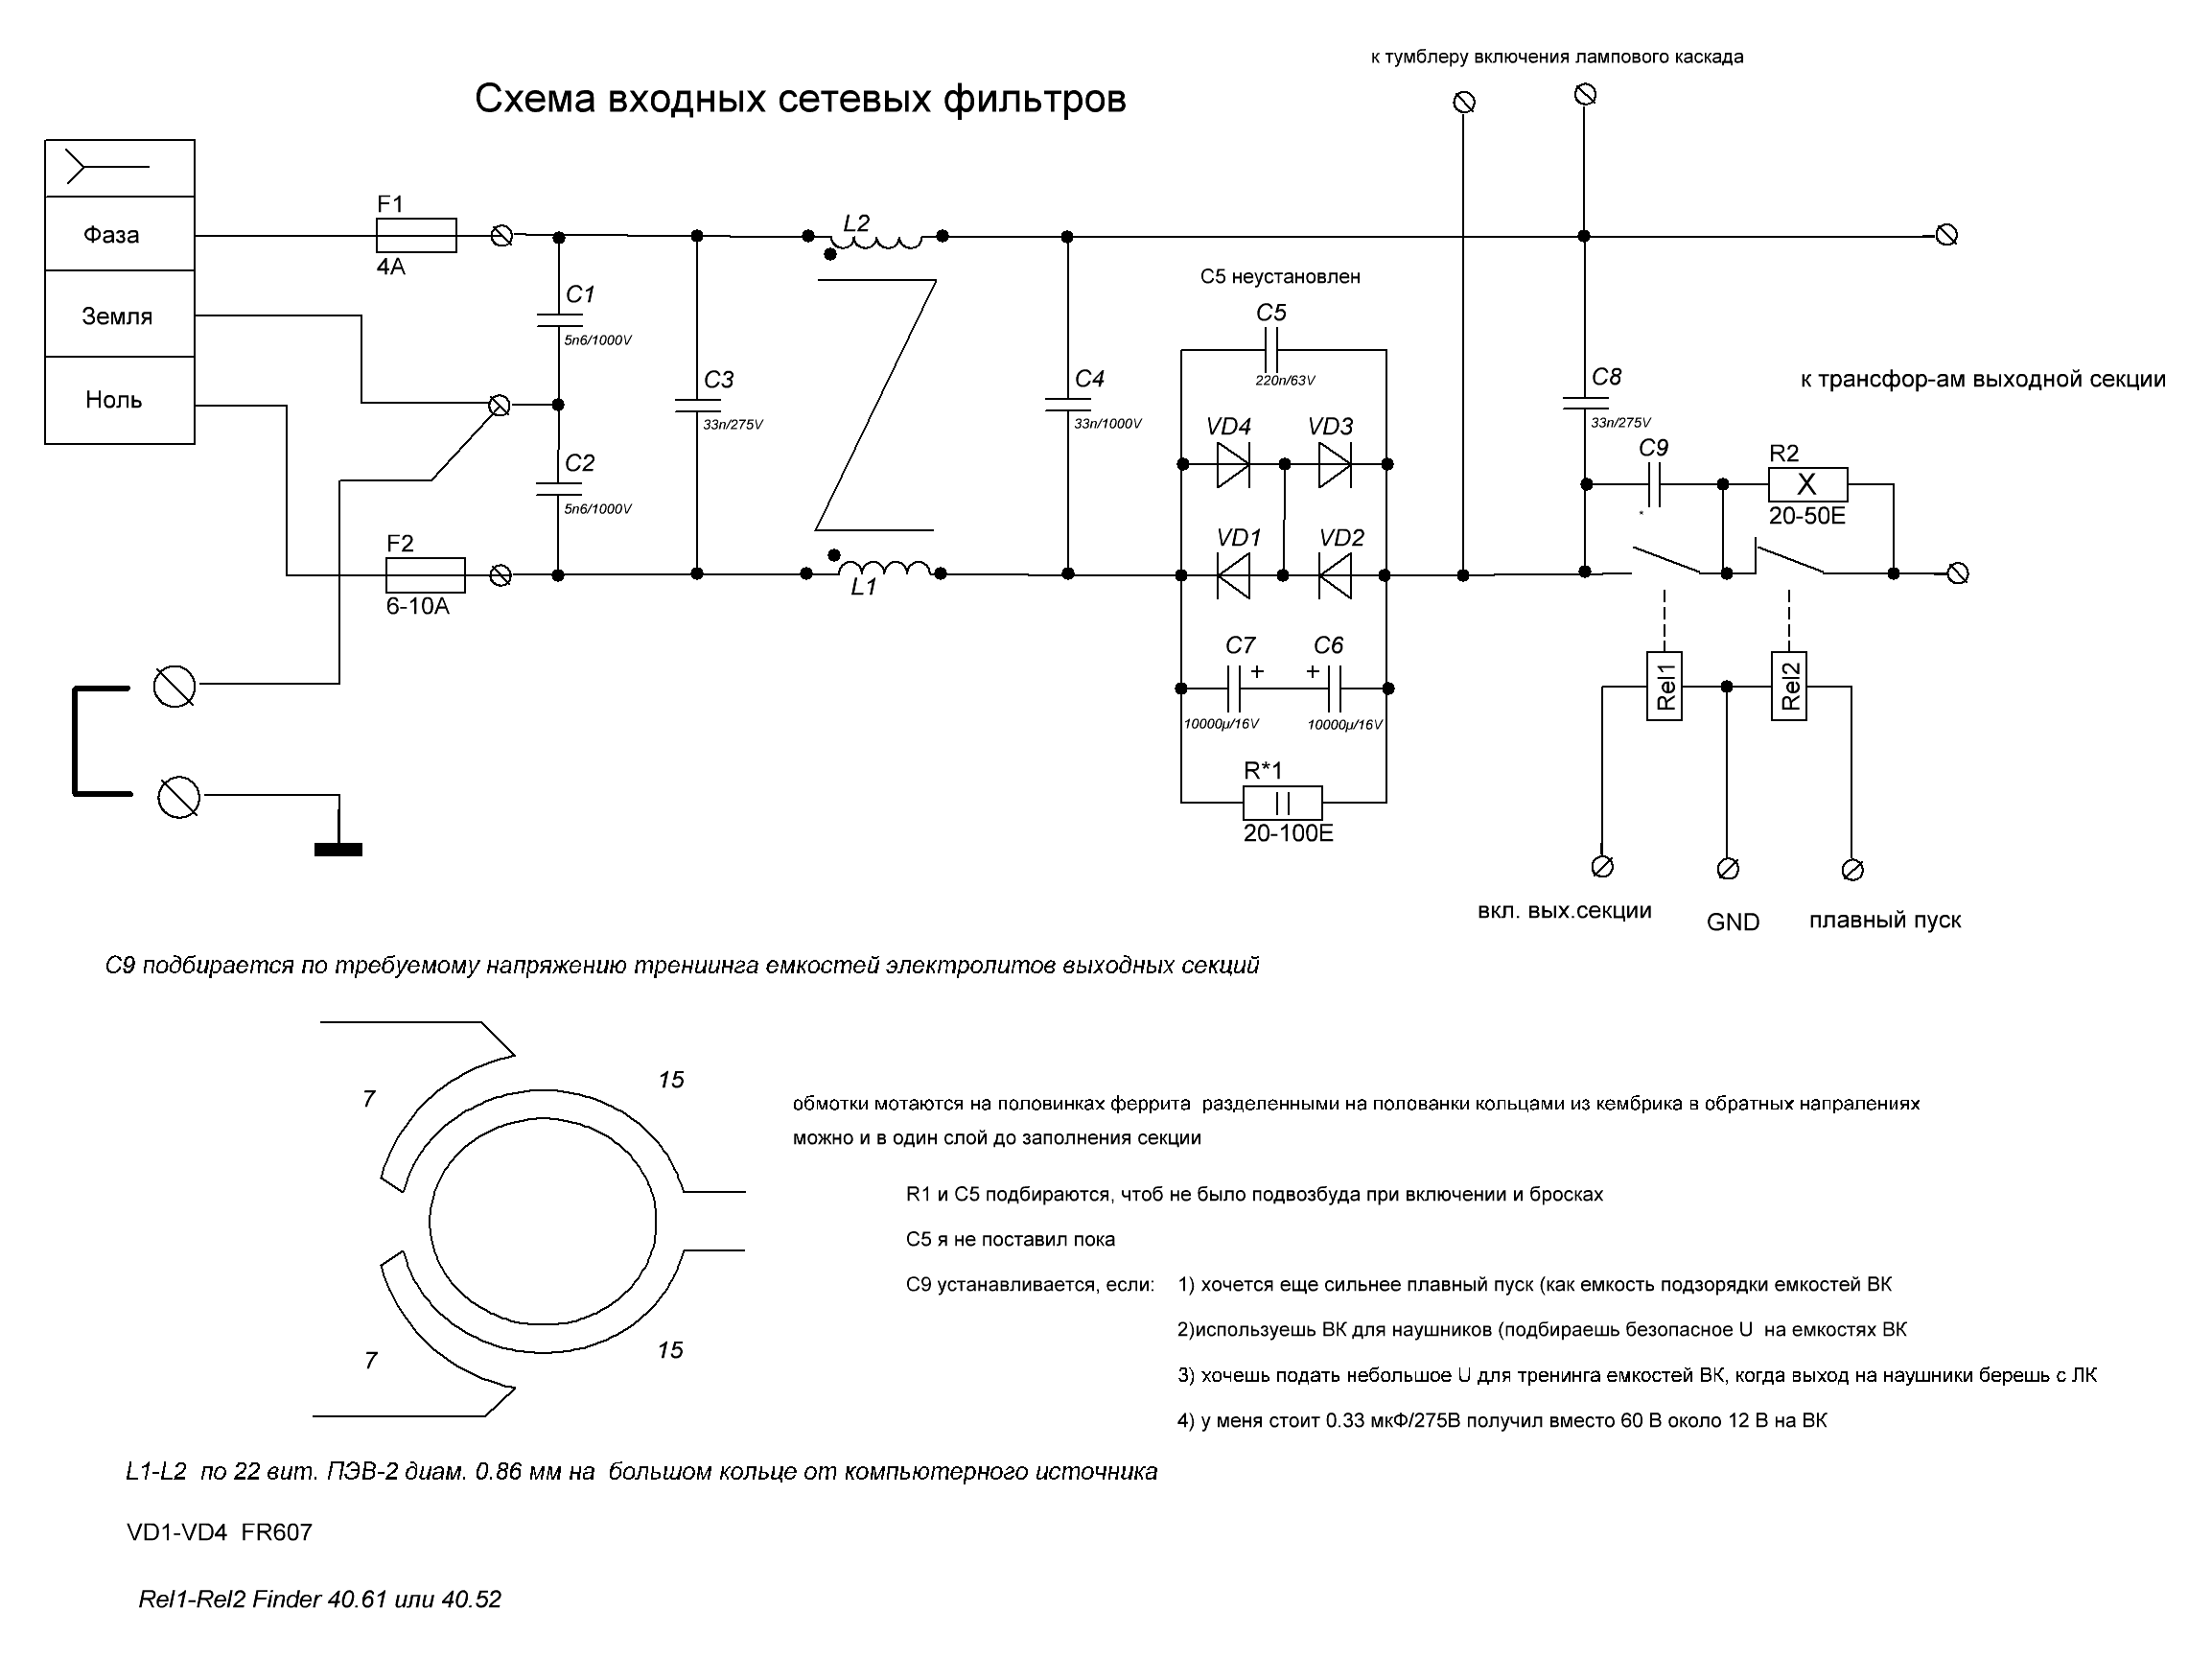 к тумблеру включения лампового каскада
Схема входных сетевых фильтров
Фаза
Земля
Ноль
F1
4А
F2
6-10А
C1
5n6/1000V
C2
5n6/1000V
C3
33n/275V
L2
L1
C4
33n/1000V
С5 неустановлен
C5
220n/63V
VD4
VD3
VD1
VD2
C7
+
10000µ/16V
C6
+
10000µ/16V
R*1
20-100E
C8
33n/275V
C9
*
R2
X
20-50E
к трансфор-ам выходной секции
Rel1
Rel2
вкл. вых.секции
GND
плавный пуск
С9 подбирается по требуемому напряжению трениинга емкостей электролитов выходных секций
7
15
7
15
обмотки мотаются на половинках феррита разделенными на полованки кольцами из кембрика в обратных напралениях
можно и в один слой до заполнения секции
R1 и C5 подбираются, чтоб не было подвозбуда при включении и бросках
С5 я не поставил пока
С9 устанавливается, если: 1) хочется еще сильнее плавный пуск (как емкость подзорядки емкостей ВК
2)используешь ВК для наушников (подбираешь безопасное U на емкостях ВК
3) хочешь подать небольшое U для тренинга емкостей ВК, когда выход на наушники берешь с ЛК
4) у меня стоит 0.33 мкФ/275В получил вместо 60 В около 12 В на ВК
L1-L2 по 22 вит. ПЭВ-2 диам. 0.86 мм на большом кольце от компьютерного источника
VD1-VD4 FR607
Rel1-Rel2 Finder 40.61 или 40.52